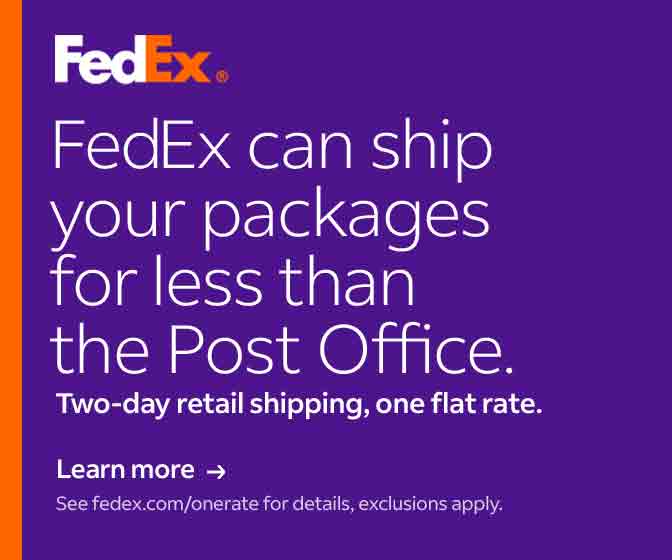 FedEx®
FedEx can ship
your packages
for less than
the Post Office.
Two-day retail shipping, one flat rate.
Learn more →
See fedex.com/onerate for details, exclusions apply.